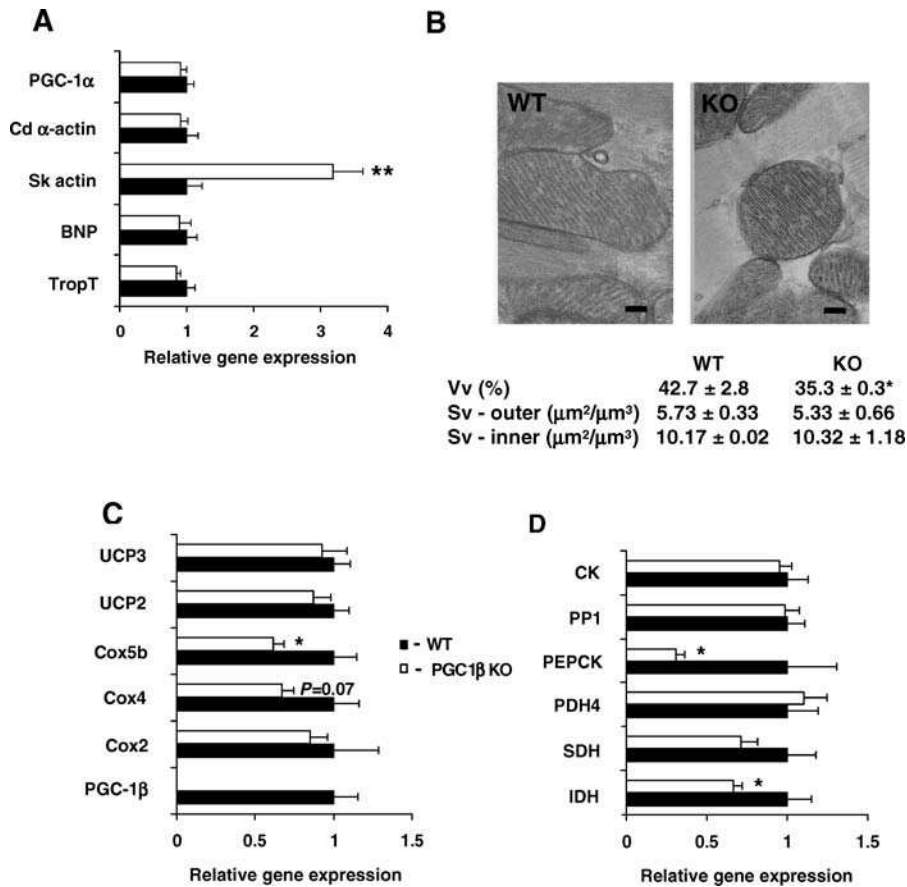 A
PGC-1α
Cd α-actin
Sk actin
**
BNP
TropT
0 1 2 3 4
Relative gene expression
B
WT
KO
WT KO
Vv (%) 42.7 ± 2.8 35.3 ± 0.3*
Sv - outer (μm²/μm³) 5.73 ± 0.33 5.33 ± 0.66
Sv - inner (μm²/μm³) 10.17 ± 0.02 10.32 ± 1.18
C
UCP3
UCP2
Cox5b
*
Cox4
P=0.07
Cox2
PGC-1β
0 0.5 1 1.5
Relative gene expression
- WT
- PGC1β KO
D
CK
PP1
PEPCK
*
PDH4
SDH
IDH
*
0 0.5 1 1.5
Relative gene expression